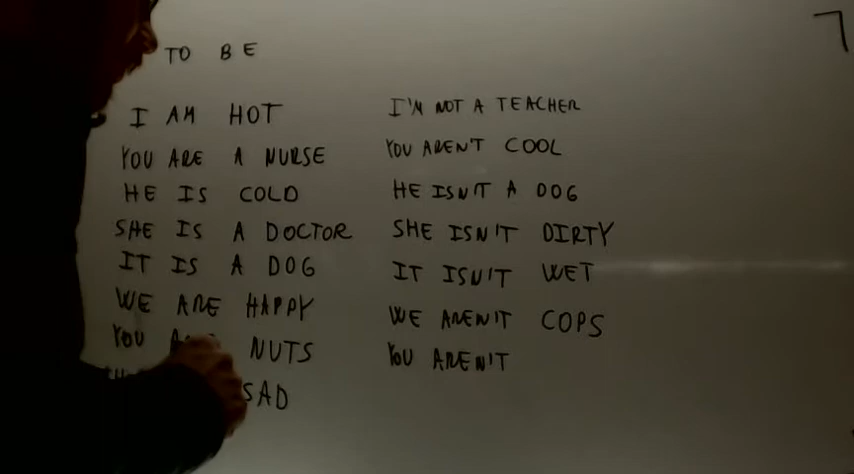 TO BE
I AM HOT
YOU ARE A NURSE
HE IS COLD
SHE IS A DOCTOR
IT IS A DOG
WE ARE HAPPY
YOU NUTS
SAD
I'M NOT A TEACHER
YOU AREN'T COOL
HE ISN'T A DOG
SHE ISN'T DIRTY
IT ISN'T WET
WE AREN'T COPS
YOU AREN'T